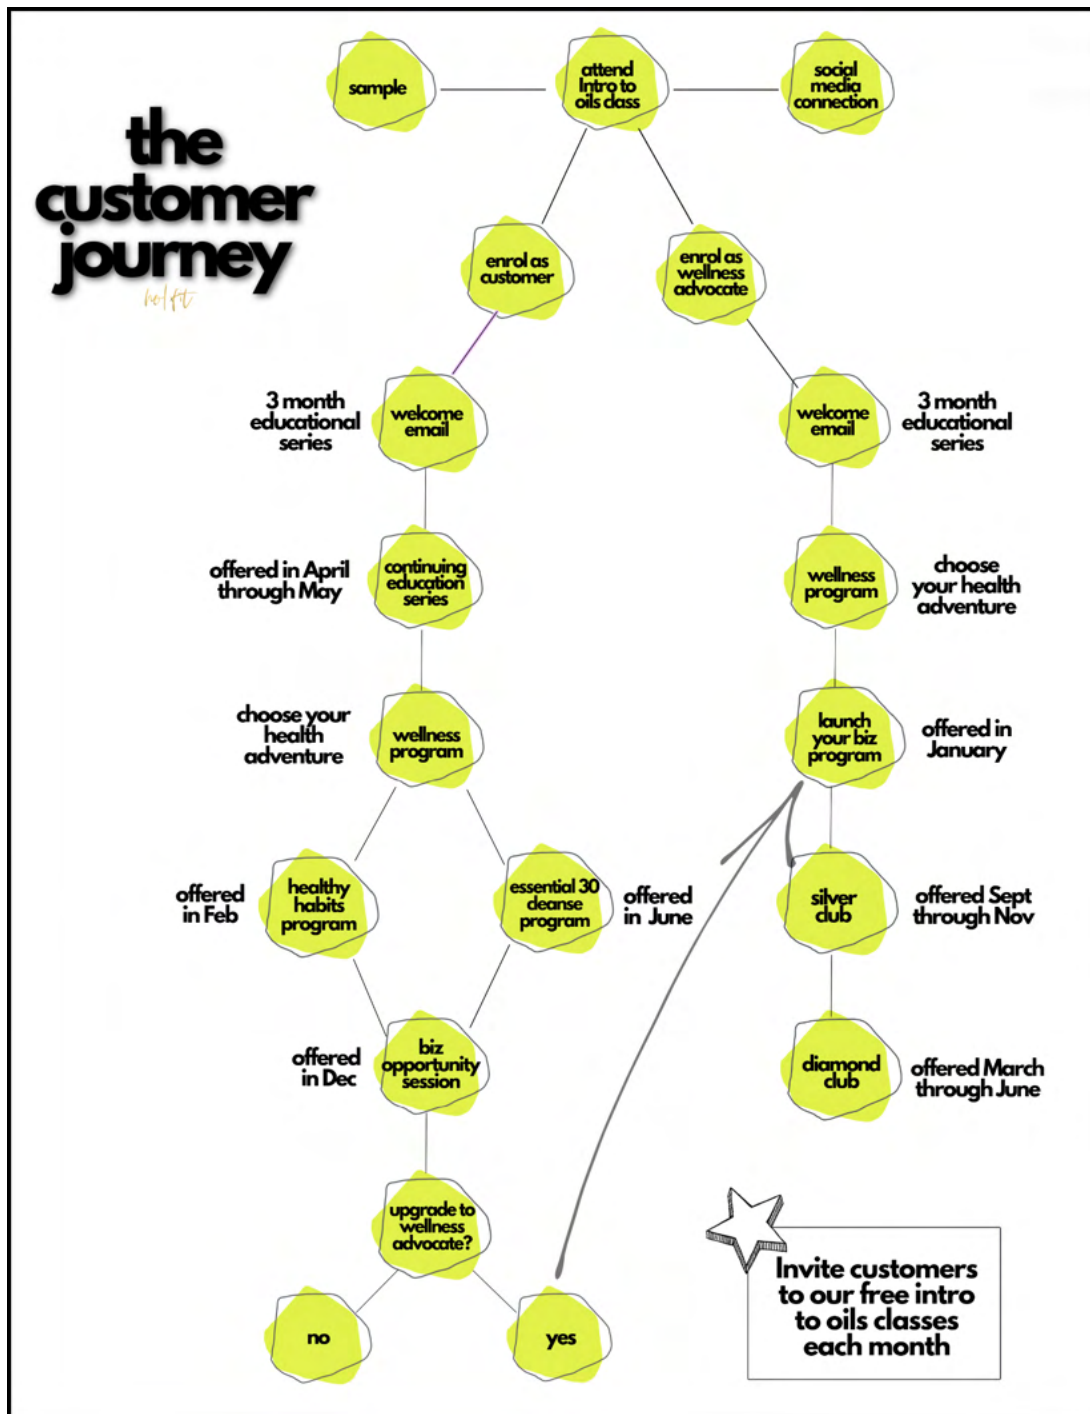 sample
attend
Intro to
oils class
social
media
connection
the
customer
journey
hol fit
enrol as
customer
enrol as
wellness
advocate
3 month
educational
series
welcome
email
welcome
email
3 month
educational
series
offered in April
through May
continuing
education
series
wellness
program
choose
your health
adventure
choose your
health
adventure
wellness
program
launch
your biz
program
offered in
January
offered
in Feb
healthy
habits
program
essential 30
cleanse
program
offered
in June
silver
club
offered Sept
through Nov
offered
in Dec
biz
opportunity
session
diamond
club
offered March
through June
upgrade to
wellness
advocate?
no
yes
Invite customers
to our free intro
to oils classes
each month